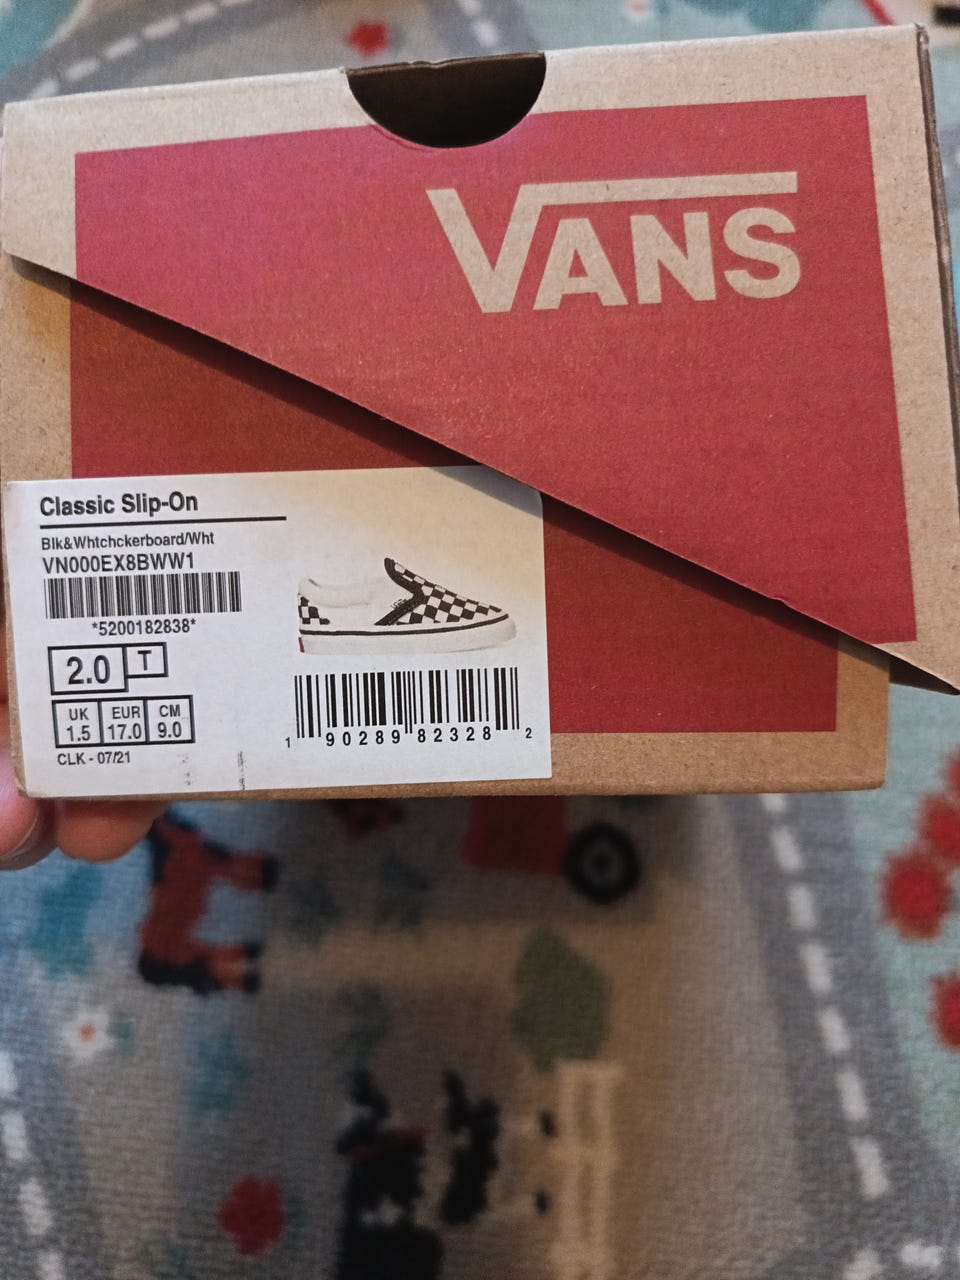 VANS
Classic Slip-On
Blk&Whtchckerboard/Wht
VN000EX8BWW1
*5200182838*
2.0 T
UK EUR CM
1.5 17.0 9.0
CLK - 07/21
1 90289 82328 2